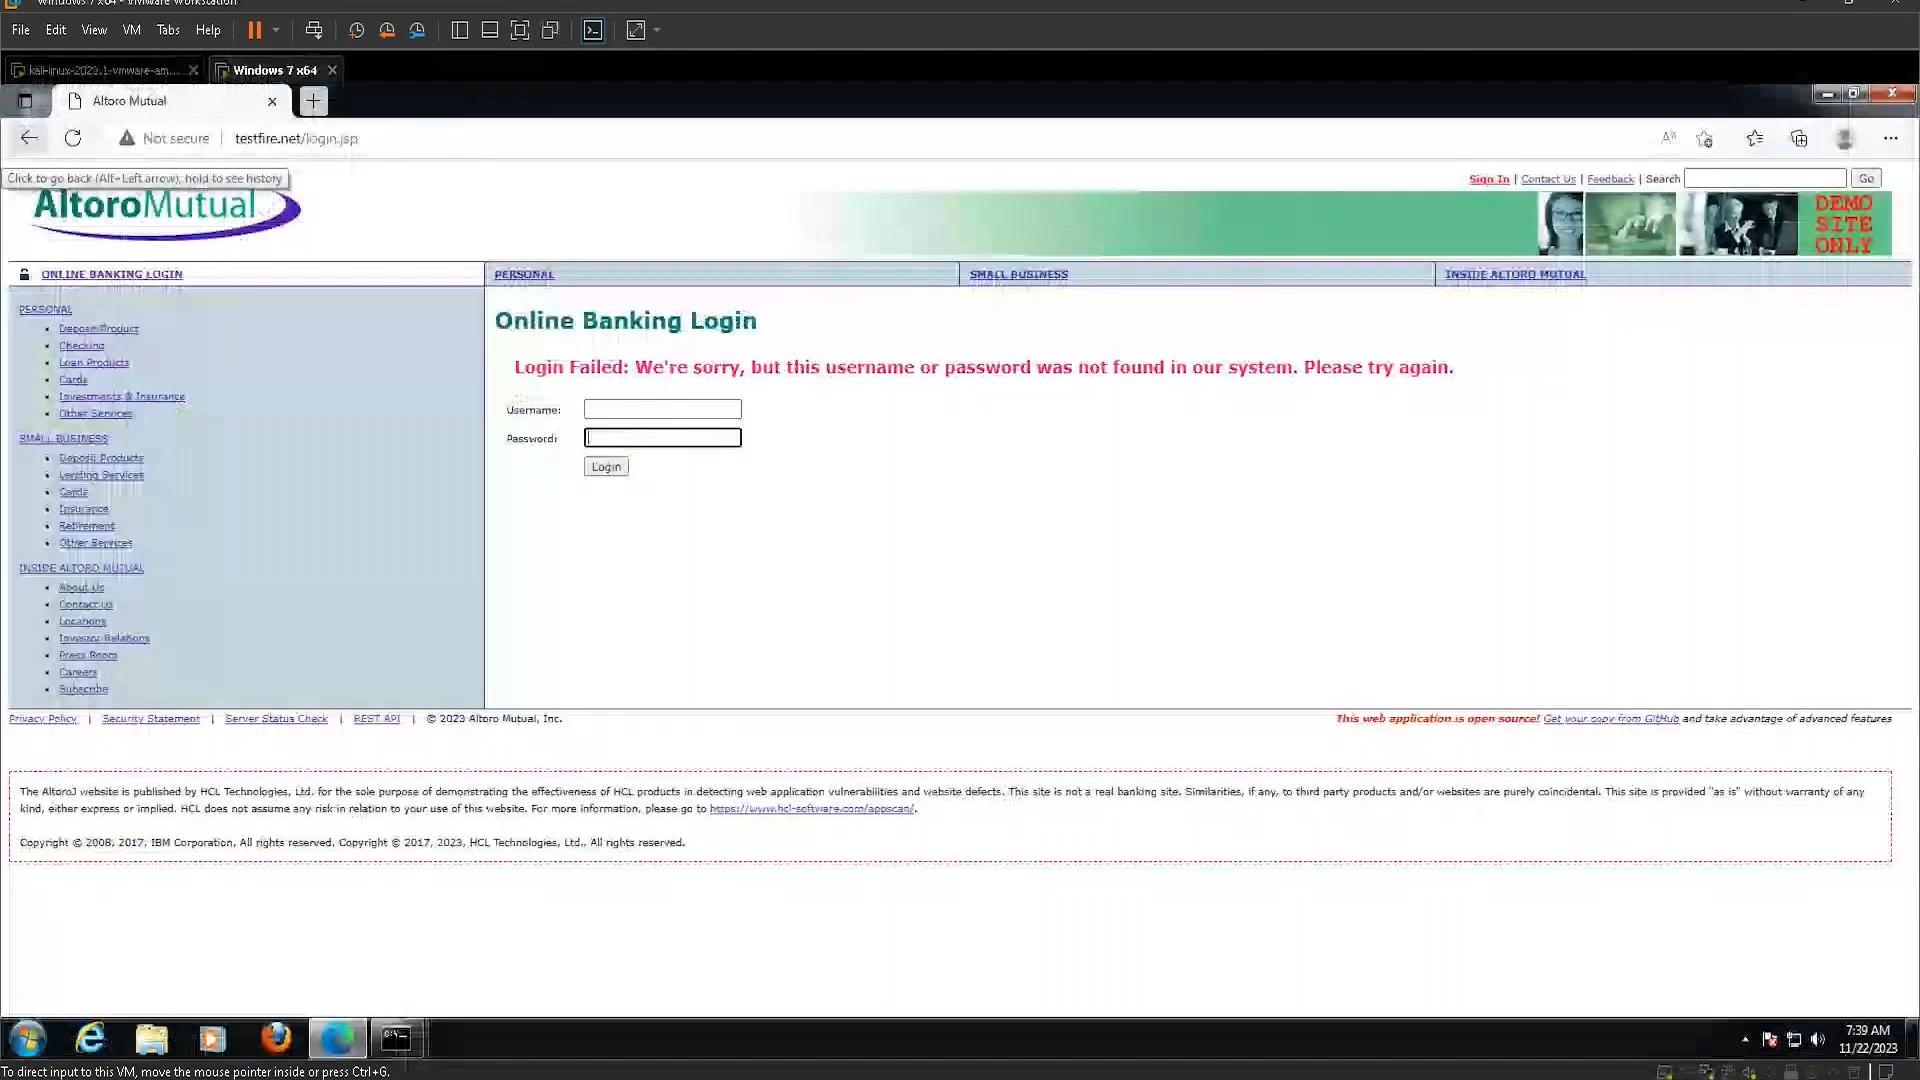 Windows 7 x64 - VMware Workstation
File Edit View VM Tabs Help
kali-linux-2023.1-vmware-am... Windows 7 x64
Altoro Mutual
Not secure testfire.net/login.jsp
Click to go back (Alt+Left arrow), hold to see history
Sign In | Contact Us | Feedback | Search Go
AltoroMutual
DEMO
SITE
ONLY
ONLINE BANKING LOGIN PERSONAL SMALL BUSINESS INSIDE ALTORO MUTUAL
PERSONAL
Deposit Product
Checking
Loan Products
Cards
Investments & Insurance
Other Services
SMALL BUSINESS
Deposit Products
Lending Services
Cards
Insurance
Retirement
Other Services
INSIDE ALTORO MUTUAL
About Us
Contact Us
Locations
Investor Relations
Press Room
Careers
Subscribe
Online Banking Login
Login Failed: We're sorry, but this username or password was not found in our system. Please try again.
Username:
Password:
Login
Privacy Policy | Security Statement | Server Status Check | REST API | © 2023 Altoro Mutual, Inc.
This web application is open source! Get your copy from GitHub and take advantage of advanced features
The AltoroJ website is published by HCL Technologies, Ltd. for the sole purpose of demonstrating the effectiveness of HCL products in detecting web application vulnerabilities and website defects. This site is not a real banking site. Similarities, if any, to third party products and/or websites are purely coincidental. This site is provided "as is" without warranty of any
kind, either express or implied. HCL does not assume any risk in relation to your use of this website. For more information, please go to https://www.hcl-software.com/appscan/.
Copyright © 2008, 2017, IBM Corporation, All rights reserved. Copyright © 2017, 2023, HCL Technologies, Ltd., All rights reserved.
7:39 AM
11/22/2023
To direct input to this VM, move the mouse pointer inside or press Ctrl+G.